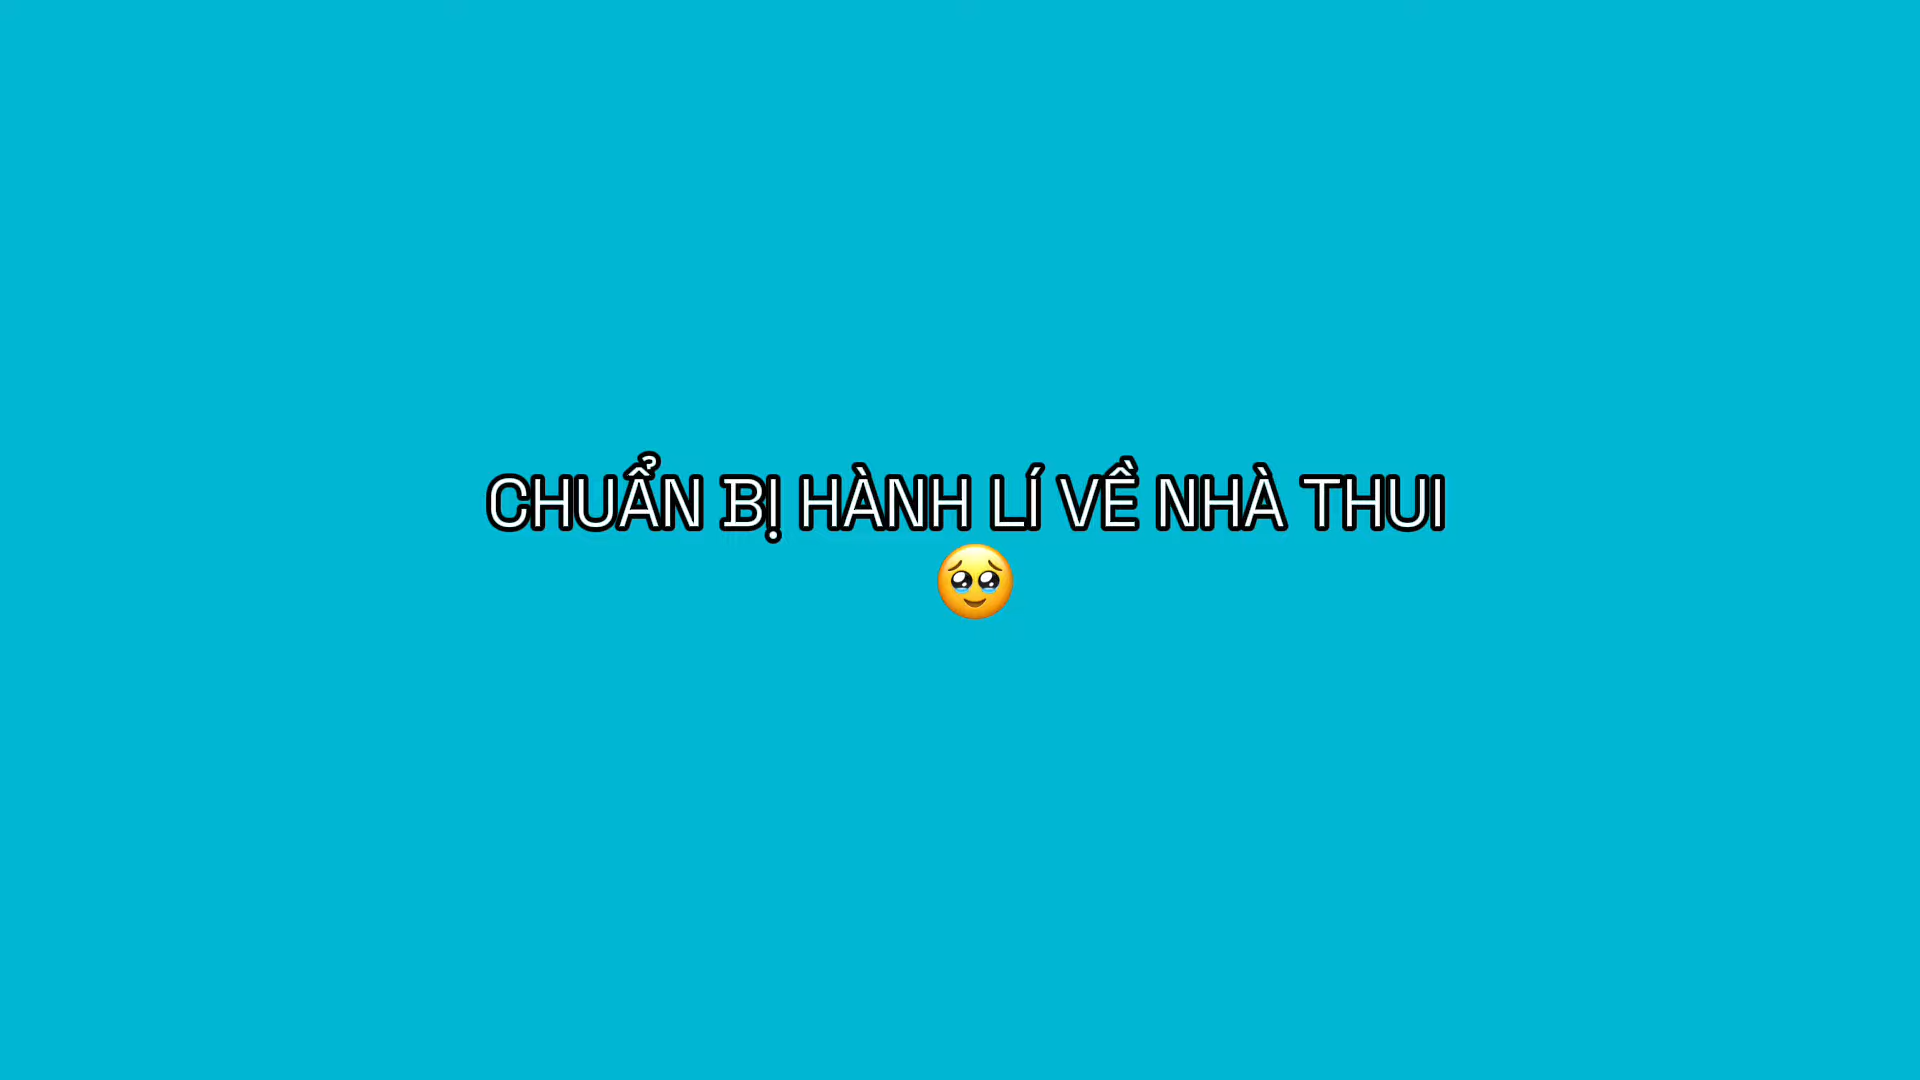 CHUẨN BỊ HÀNH LÍ VỀ NHÀ THUI
🥹